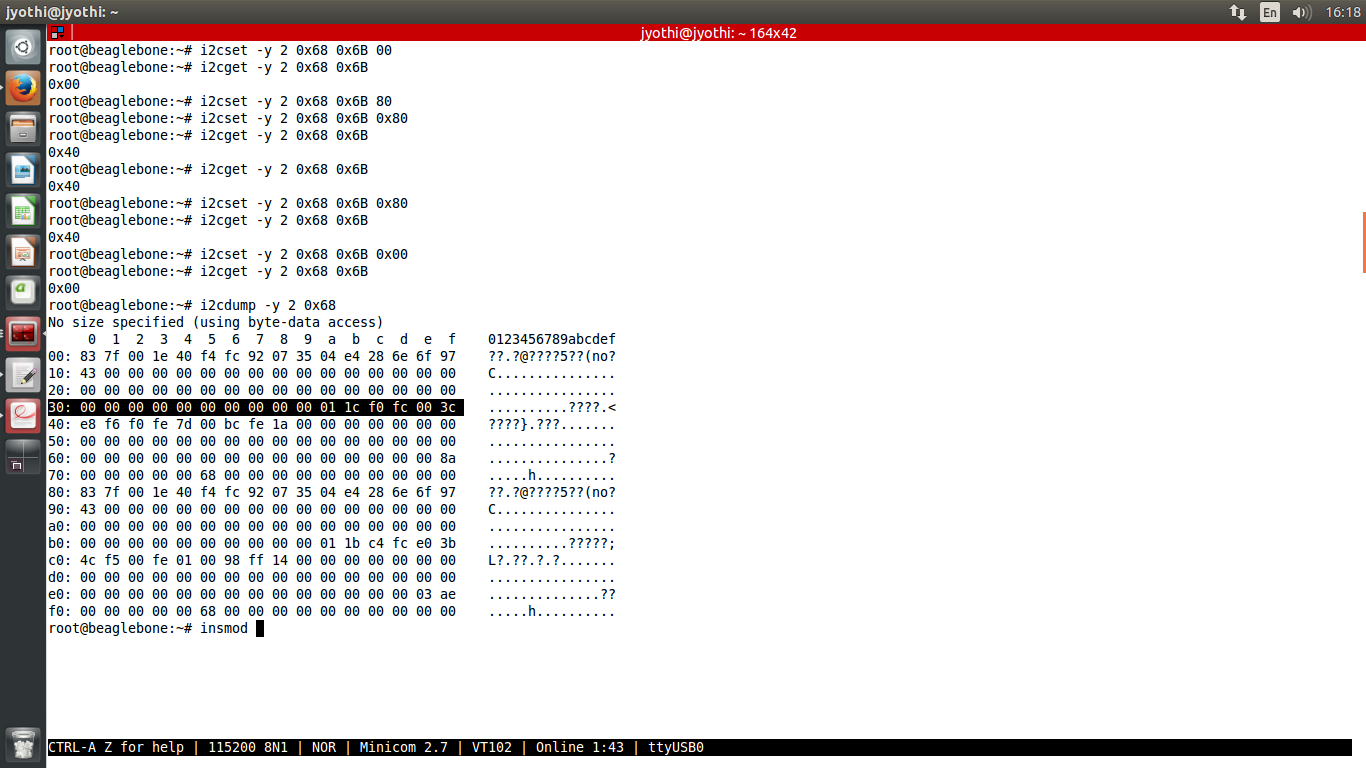 jyothi@jyothi: ~
En
16:18
jyothi@jyothi: ~ 164x42
root@beaglebone:~# i2cset -y 2 0x68 0x6B 00
root@beaglebone:~# i2cget -y 2 0x68 0x6B
0x00
root@beaglebone:~# i2cset -y 2 0x68 0x6B 80
root@beaglebone:~# i2cset -y 2 0x68 0x6B 0x80
root@beaglebone:~# i2cget -y 2 0x68 0x6B
0x40
root@beaglebone:~# i2cget -y 2 0x68 0x6B
0x40
root@beaglebone:~# i2cset -y 2 0x68 0x6B 0x80
root@beaglebone:~# i2cget -y 2 0x68 0x6B
0x40
root@beaglebone:~# i2cset -y 2 0x68 0x6B 0x00
root@beaglebone:~# i2cget -y 2 0x68 0x6B
0x00
root@beaglebone:~# i2cdump -y 2 0x68
No size specified (using byte-data access)
     0  1  2  3  4  5  6  7  8  9  a  b  c  d  e  f    0123456789abcdef
00: 83 7f 00 1e 40 f4 fc 92 07 35 04 e4 28 6e 6f 97    ??.?@????5??(no?
10: 43 00 00 00 00 00 00 00 00 00 00 00 00 00 00 00    C...............
20: 00 00 00 00 00 00 00 00 00 00 00 00 00 00 00 00    ................
30: 00 00 00 00 00 00 00 00 00 00 01 1c f0 fc 00 3c    ..........????.<
40: e8 f6 f0 fe 7d 00 bc fe 1a 00 00 00 00 00 00 00    ????}.???.......
50: 00 00 00 00 00 00 00 00 00 00 00 00 00 00 00 00    ................
60: 00 00 00 00 00 00 00 00 00 00 00 00 00 00 00 8a    ...............?
70: 00 00 00 00 00 68 00 00 00 00 00 00 00 00 00 00    .....h..........
80: 83 7f 00 1e 40 f4 fc 92 07 35 04 e4 28 6e 6f 97    ??.?@????5??(no?
90: 43 00 00 00 00 00 00 00 00 00 00 00 00 00 00 00    C...............
a0: 00 00 00 00 00 00 00 00 00 00 00 00 00 00 00 00    ................
b0: 00 00 00 00 00 00 00 00 00 00 01 1b c4 fc e0 3b    ..........?????;
c0: 4c f5 00 fe 01 00 98 ff 14 00 00 00 00 00 00 00    L?.??.?.?.......
d0: 00 00 00 00 00 00 00 00 00 00 00 00 00 00 00 00    ................
e0: 00 00 00 00 00 00 00 00 00 00 00 00 00 00 03 ae    ..............??
f0: 00 00 00 00 00 68 00 00 00 00 00 00 00 00 00 00    .....h..........
root@beaglebone:~# insmod
CTRL-A Z for help | 115200 8N1 | NOR | Minicom 2.7 | VT102 | Online 1:43 | ttyUSB0